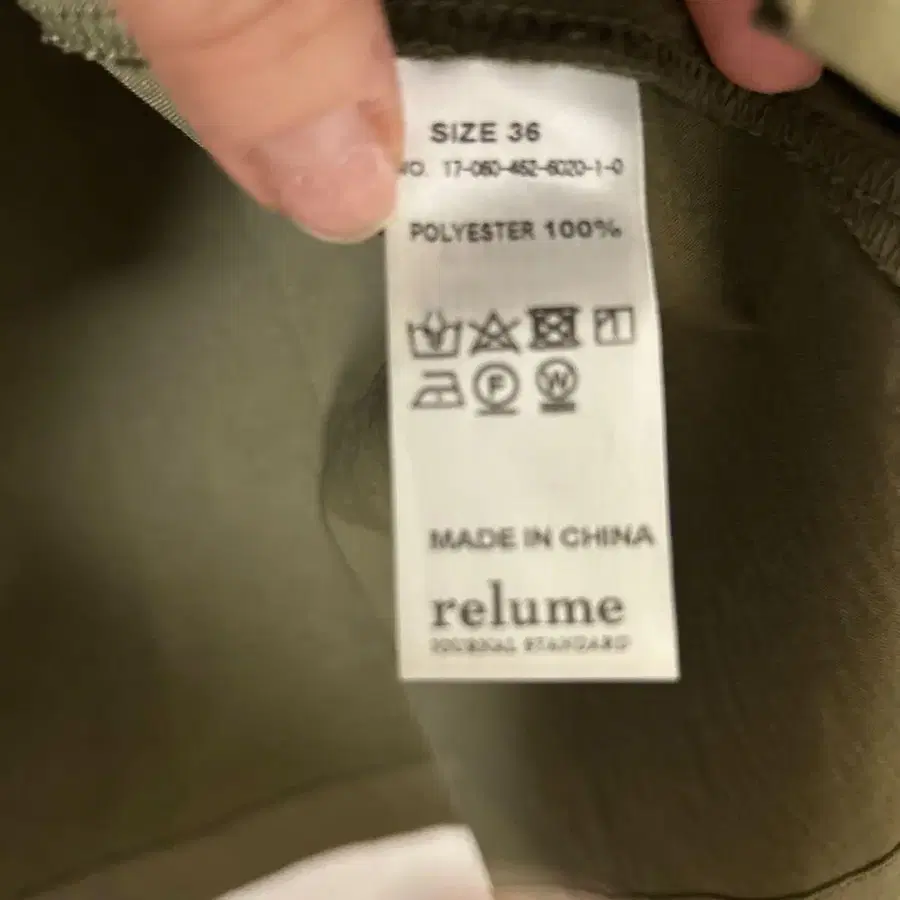 SIZE 36
NO. 17-060-462-6020-1-0
POLYESTER 100%
F W
MADE IN CHINA
relume
JOURNAL STANDARD